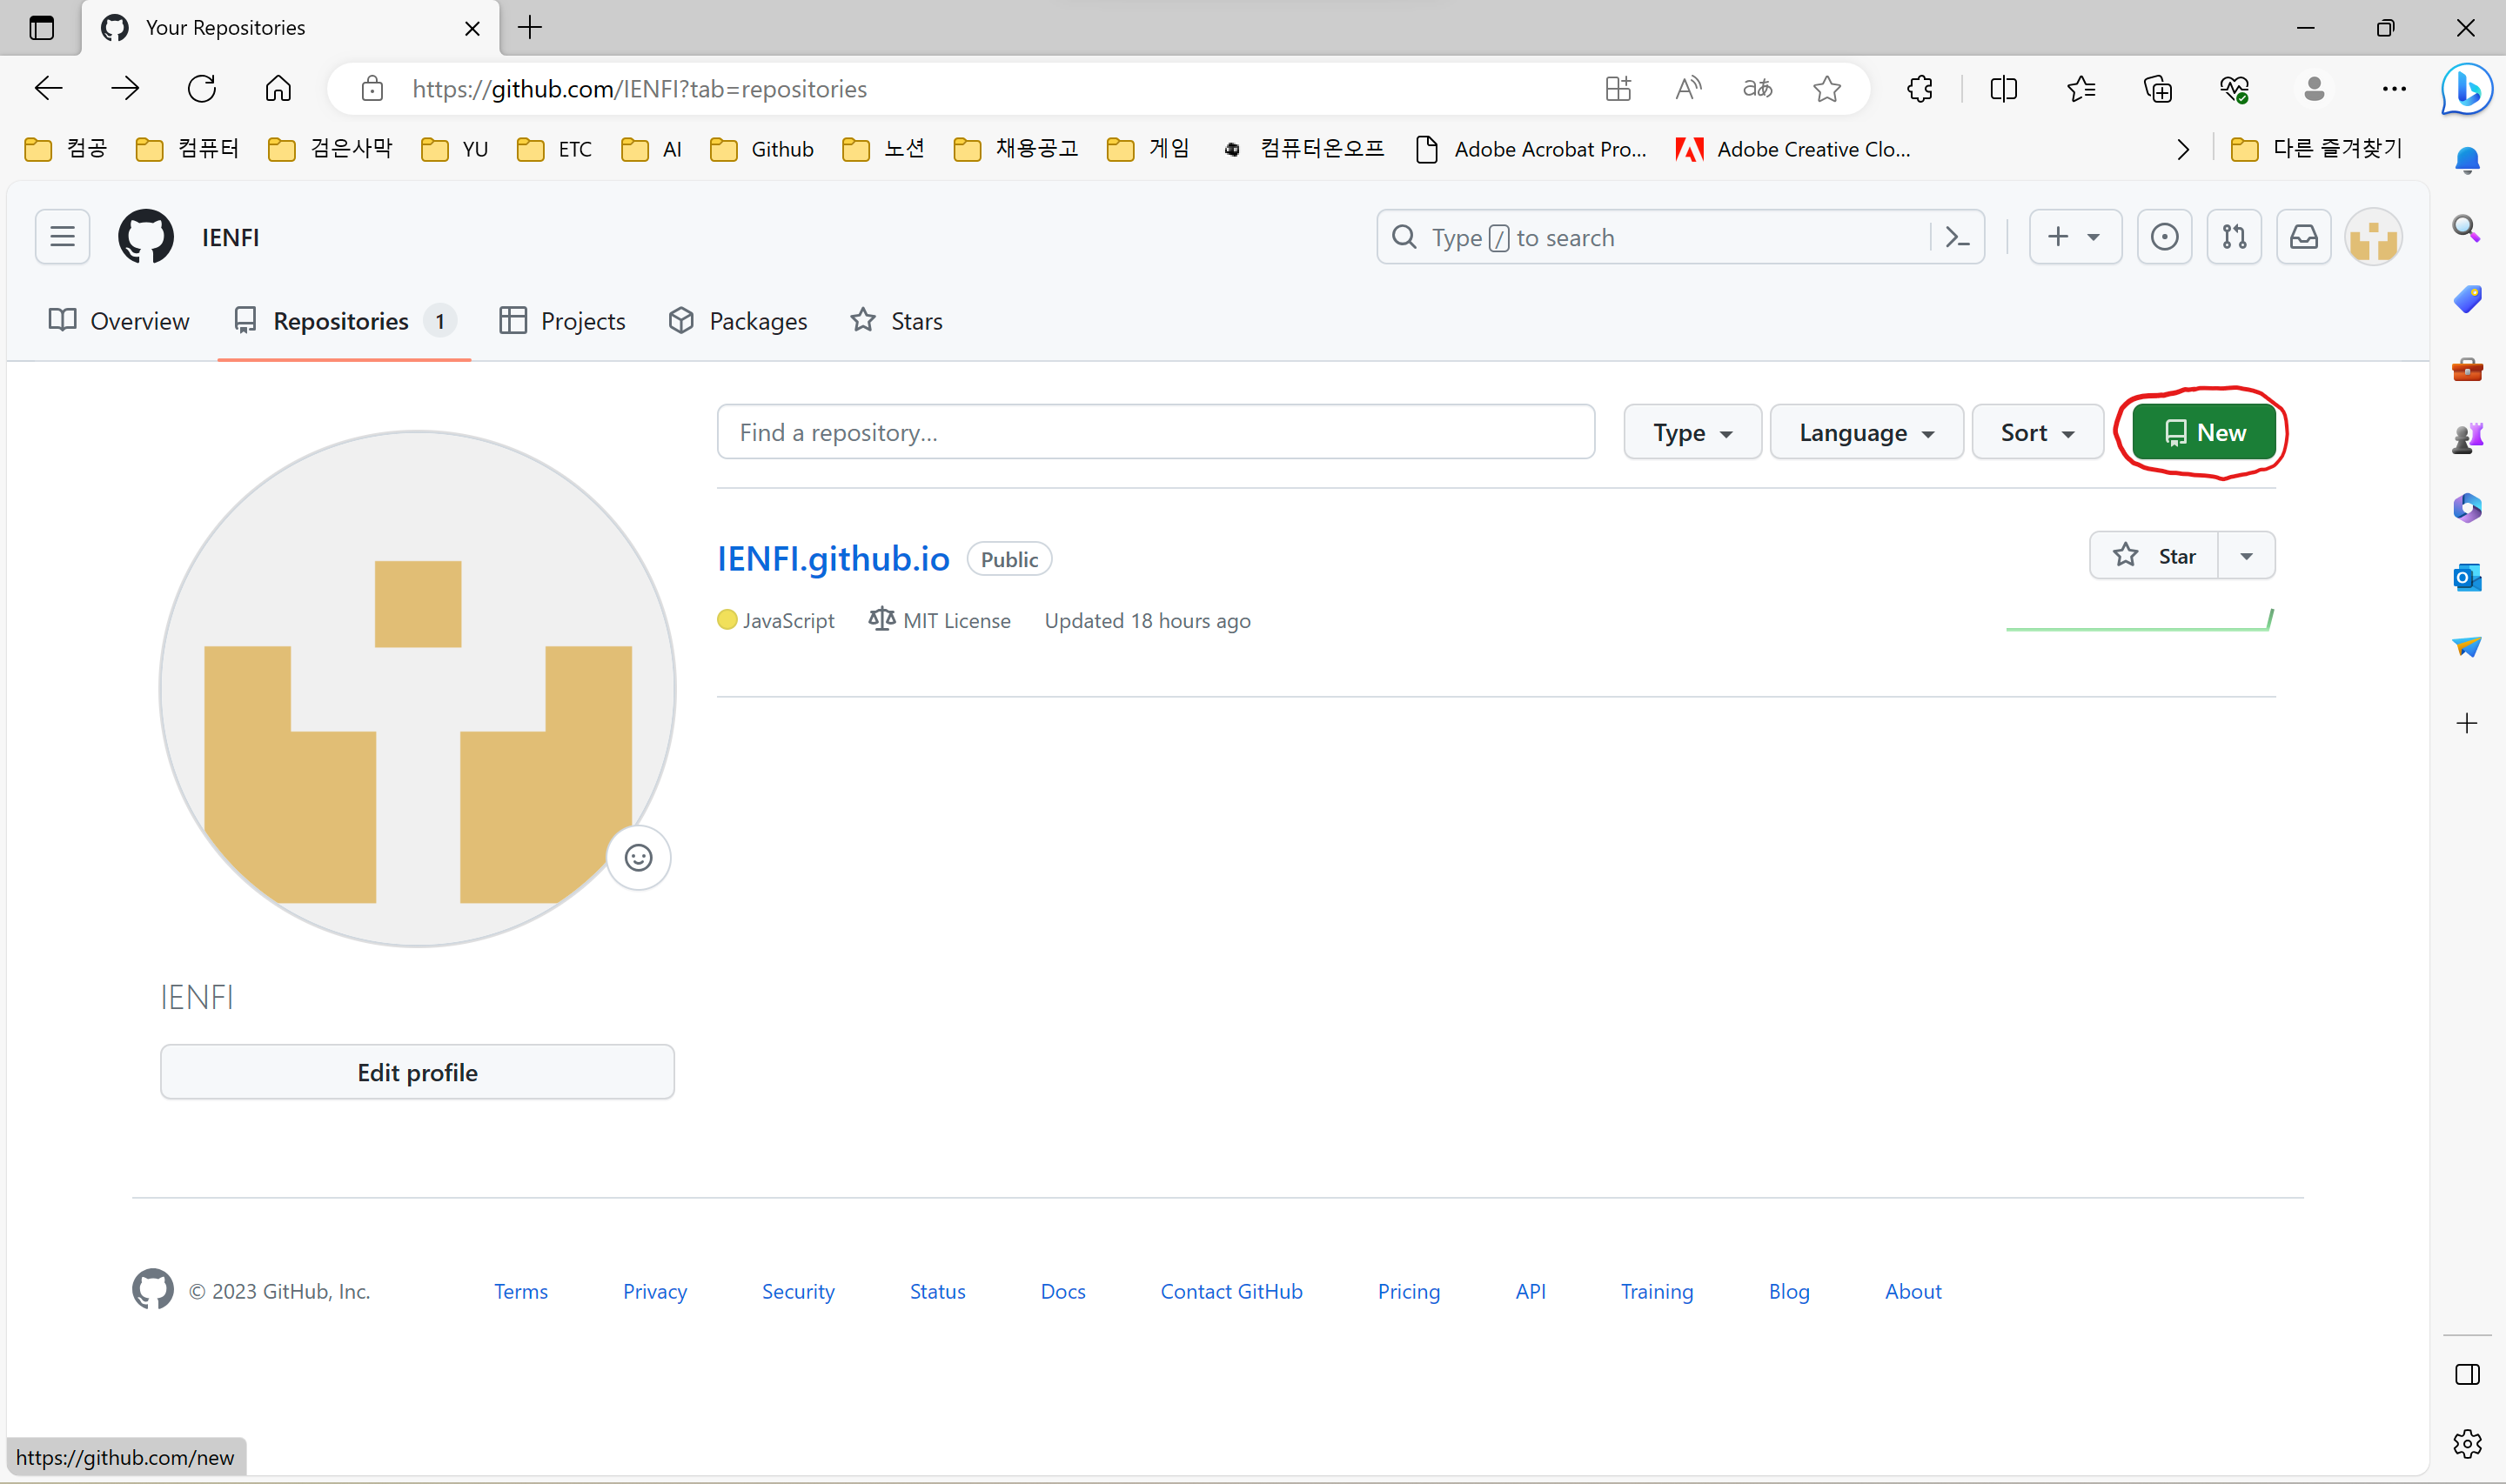 Your Repositories
https://github.com/IENFI?tab=repositories
컴공 컴퓨터 검은사막 YU ETC AI Github 노션 채용공고 게임 컴퓨터온오프 Adobe Acrobat Pro... Adobe Creative Clo... 다른 즐겨찾기
IENFI Type / to search
Overview Repositories 1 Projects Packages Stars
Find a repository... Type Language Sort New
IENFI.github.io Public Star
JavaScript MIT License Updated 18 hours ago
IENFI
Edit profile
© 2023 GitHub, Inc. Terms Privacy Security Status Docs Contact GitHub Pricing API Training Blog About
https://github.com/new